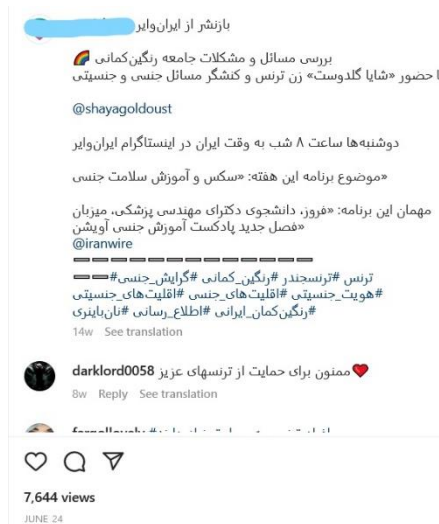 بازنشر از ایران‌وایر
بررسی مسائل و مشکلات جامعه رنگین‌کمانی 🌈
ا حضور «شایا گلدوست» زن ترنس و کنشگر مسائل جنسی و جنسیتی
@shayagoldoust
دوشنبه‌ها ساعت ۸ شب به وقت ایران در اینستاگرام ایران‌وایر
«موضوع برنامه این هفته: «سکس و آموزش سلامت جنسی
مهمان این برنامه: «فروز، دانشجوی دکترای مهندسی پزشکی، میزبان
«فصل جدید پادکست آموزش جنسی آویشن
@iranwire
ترنس #ترنسجندر #رنگین_کمانی #گرایش_جنسی#
#هویت_جنسیتی #اقلیت‌های_جنسی #اقلیت‌های_جنسیتی
#رنگین‌کمان_ایرانی #اطلاع_رسانی #نان‌باینری
14w See translation
darklord0058 ممنون برای حمایت از ترنسهای عزیز ❤️
8w Reply See translation
7,644 views
JUNE 24